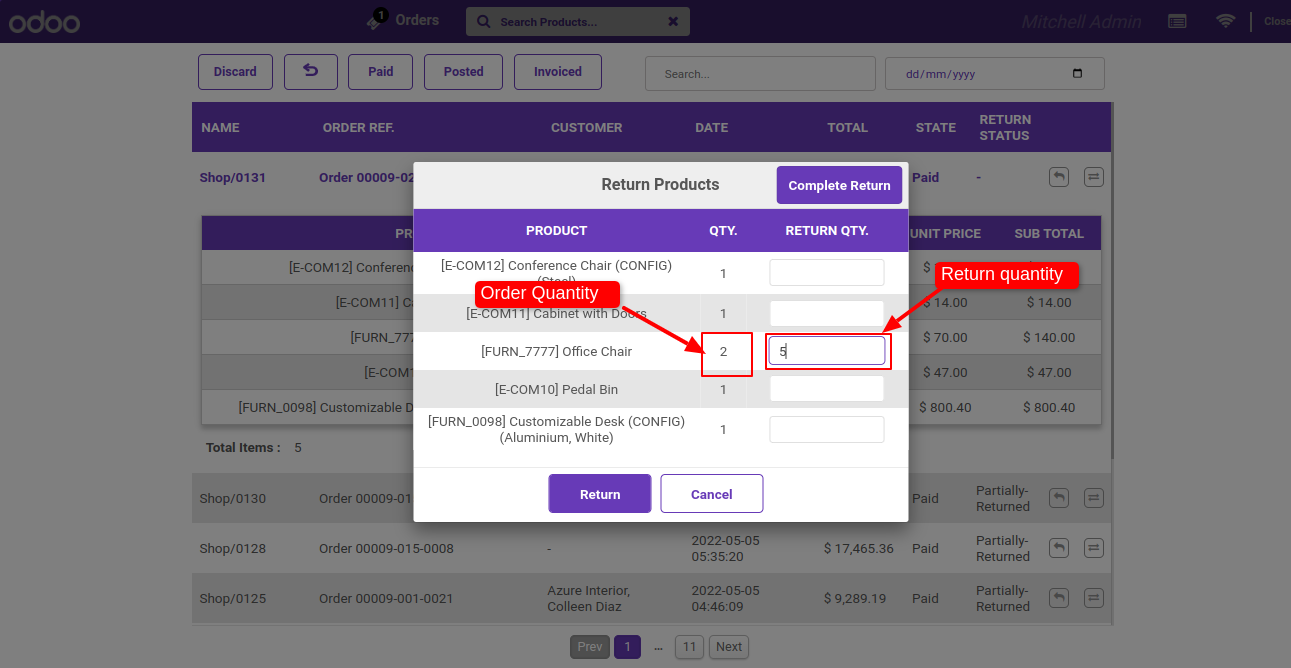 odoo
1
Orders
Search Products...
Mitchell Admin
Close
Discard
Paid
Posted
Invoiced
Search...
dd/mm/yyyy
NAME
ORDER REF.
CUSTOMER
DATE
TOTAL
STATE
RETURN
STATUS
Shop/0131
Order 00009-02
Paid
-
Return Products
Complete Return
PRODUCT
QTY.
RETURN QTY.
[E-COM12] Conference Chair (CONFIG)
(Steel)
1
[E-COM11] Cabinet with Doors
1
[FURN_7777] Office Chair
2
5
[E-COM10] Pedal Bin
1
[FURN_0098] Customizable Desk (CONFIG)
(Aluminium, White)
1
Return
Cancel
Order Quantity
Return quantity
PR
UNIT PRICE
SUB TOTAL
[E-COM12] Conferenc
$
[E-COM11] Ca
$ 14.00
$ 14.00
[FURN_777
$ 70.00
$ 140.00
[E-COM1
$ 47.00
$ 47.00
[FURN_0098] Customizable D
$ 800.40
$ 800.40
Total Items : 5
Shop/0130
Order 00009-01
Paid
Partially-
Returned
Shop/0128
Order 00009-015-0008
-
2022-05-05
05:35:20
$ 17,465.36
Paid
Partially-
Returned
Shop/0125
Order 00009-001-0021
Azure Interior,
Colleen Diaz
2022-05-05
04:46:09
$ 9,289.19
Paid
Partially-
Returned
Prev
1
...
11
Next